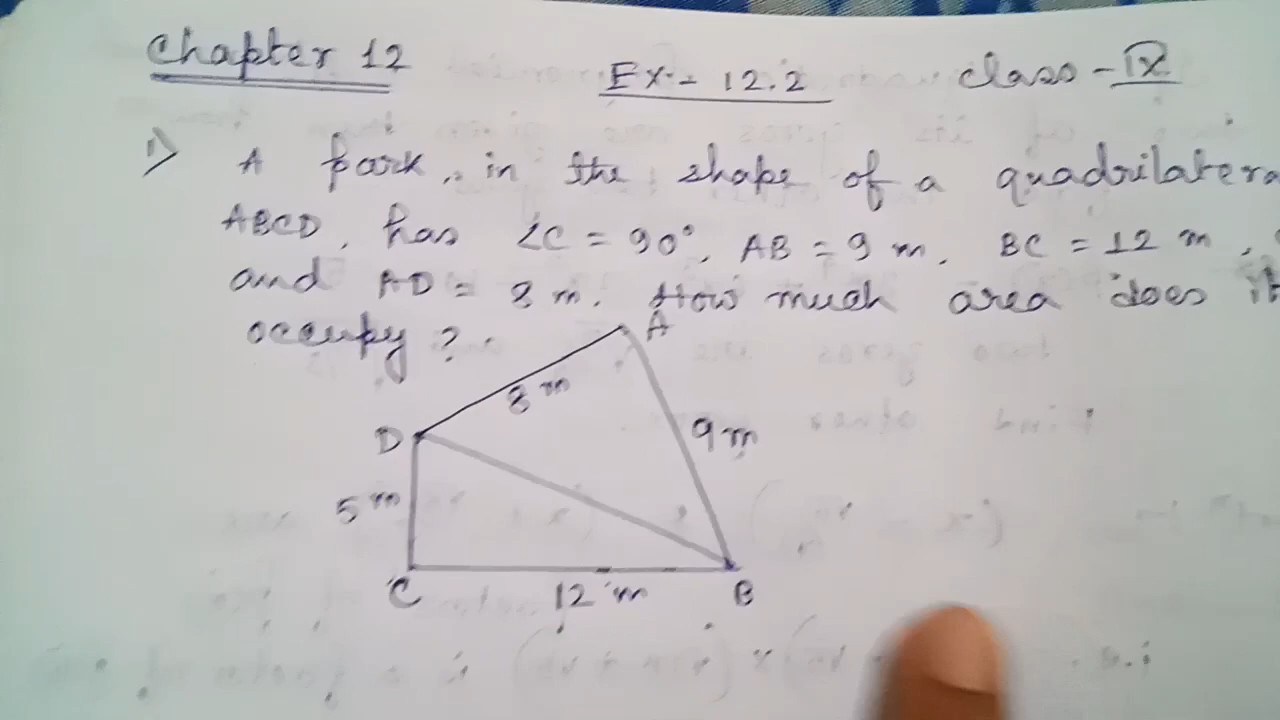 Chapter 12
Ex- 12.2
class - IX
1) A park, in the shape of a quadrilatera
ABCD, has ∠C = 90°, AB = 9 m, BC = 12 m,
and AD = 8 m. How much area does it
occupy ?
A
8 m
D
9 m
5 m
C
12 m
B